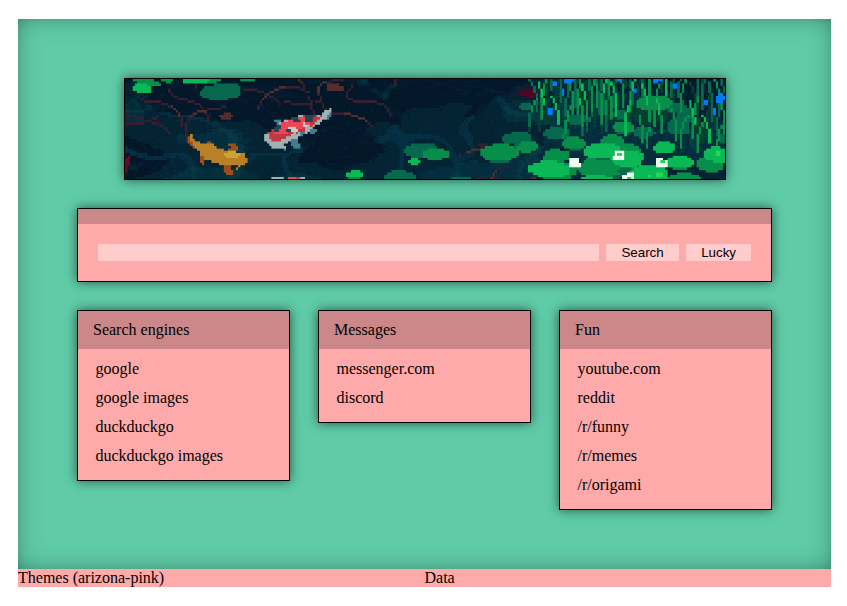 Search
Lucky
Search engines
google
google images
duckduckgo
duckduckgo images
Messages
messenger.com
discord
Fun
youtube.com
reddit
/r/funny
/r/memes
/r/origami
Themes (arizona-pink)
Data